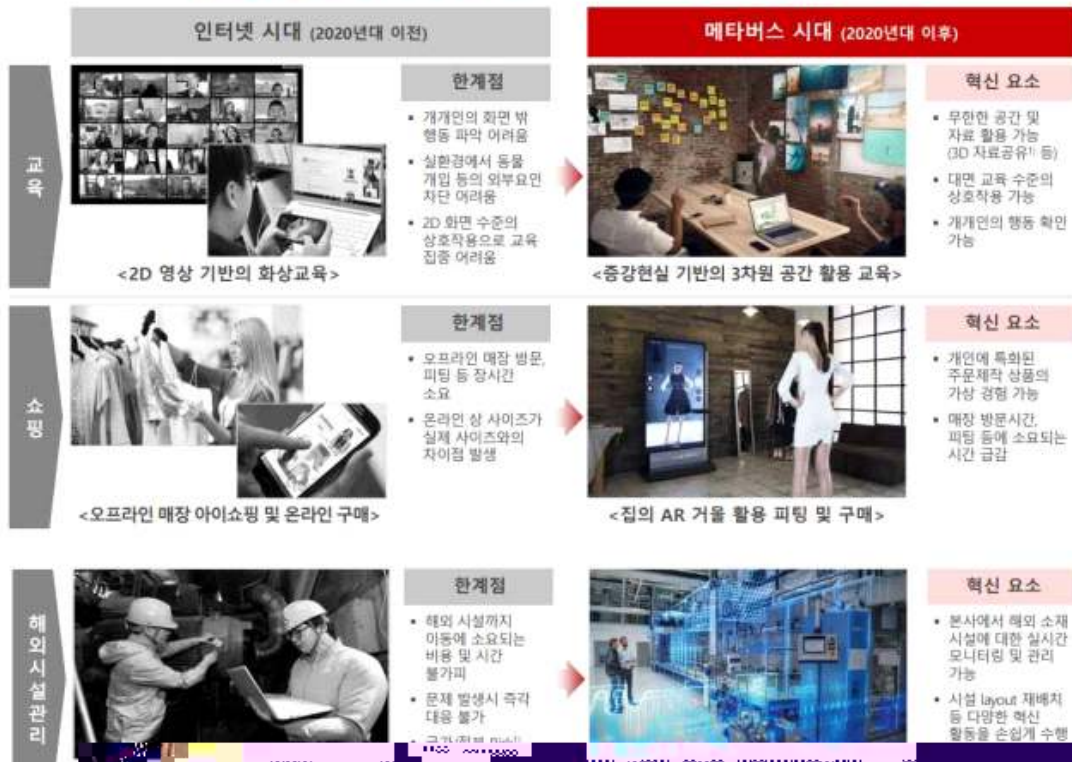 인터넷 시대 (2020년대 이전)
메타버스 시대 (2020년대 이후)
교육
한계점
▪ 개개인의 화면 밖
행동 파악 어려움
▪ 실환경에서 동물
개입 등의 외부요인
차단 어려움
▪ 2D 화면 수준의
상호작용으로 교육
집중 어려움
<2D 영상 기반의 화상교육>
혁신 요소
▪ 무한한 공간 및
자료 활용 가능
(3D 자료공유¹⁾ 등)
▪ 대면 교육 수준의
상호작용 가능
▪ 개개인의 행동 확인
가능
<증강현실 기반의 3차원 공간 활용 교육>
쇼핑
한계점
▪ 오프라인 매장 방문,
피팅 등 장시간
소요
▪ 온라인 상 사이즈가
실제 사이즈와의
차이점 발생
<오프라인 매장 아이쇼핑 및 온라인 구매>
혁신 요소
▪ 개인에 특화된
주문제작 상품의
가상 경험 가능
▪ 매장 방문시간,
피팅 등에 소요되는
시간 급감
<집의 AR 거울 활용 피팅 및 구매>
해외시설관리
한계점
▪ 해외 시설까지
이동에 소요되는
비용 및 시간
불가피
▪ 문제 발생시 즉각
대응 불가
혁신 요소
▪ 본사에서 해외 소재
시설에 대한 실시간
모니터링 및 관리
가능
▪ 시설 layout 재배치
등 다양한 혁신
활동을 손쉽게 수행